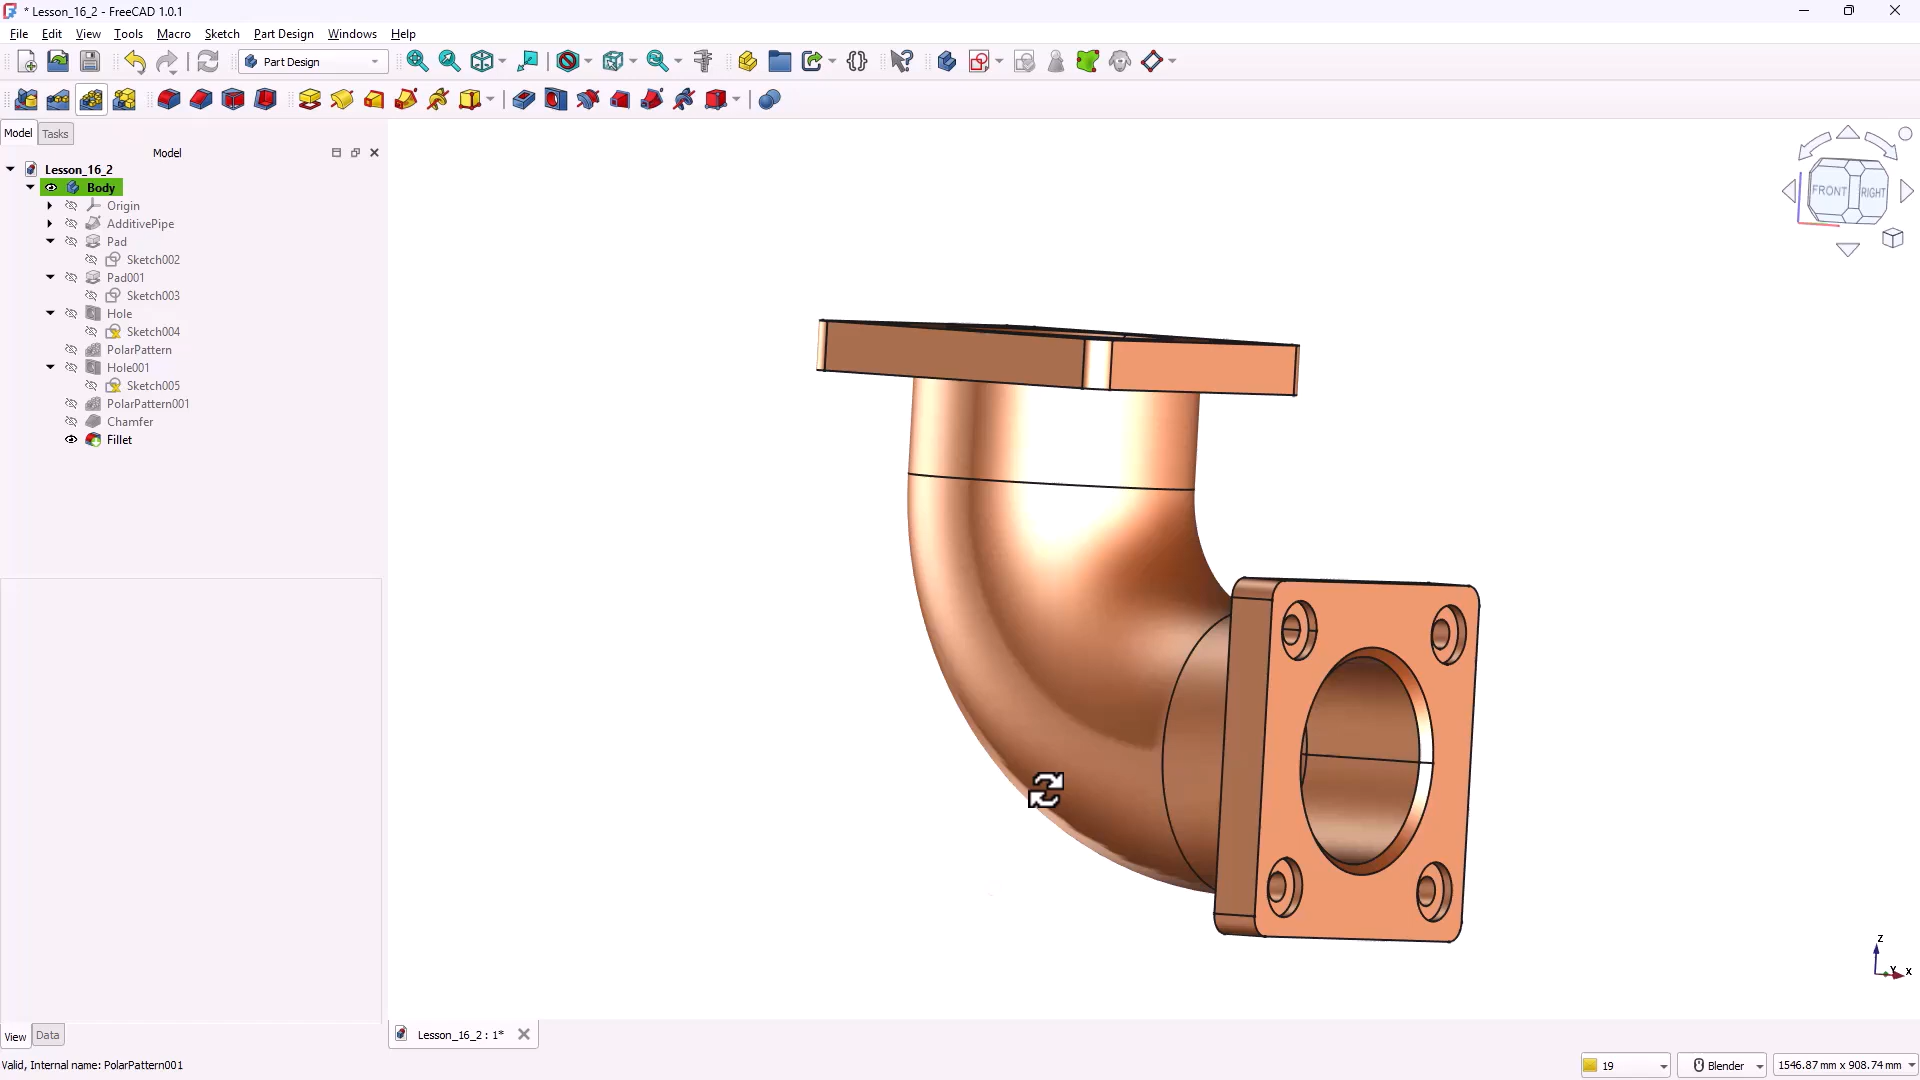 * Lesson_16_2 - FreeCAD 1.0.1
File Edit View Tools Macro Sketch Part Design Windows Help
Part Design
Model Tasks
Model
Lesson_16_2
Body
Origin
AdditivePipe
Pad
Sketch002
Pad001
Sketch003
Hole
Sketch004
PolarPattern
Hole001
Sketch005
PolarPattern001
Chamfer
Fillet
FRONT RIGHT
Z
Y X
View Data
Lesson_16_2 : 1*
Valid, Internal name: PolarPattern001
19
Blender
1546.87 mm x 908.74 mm